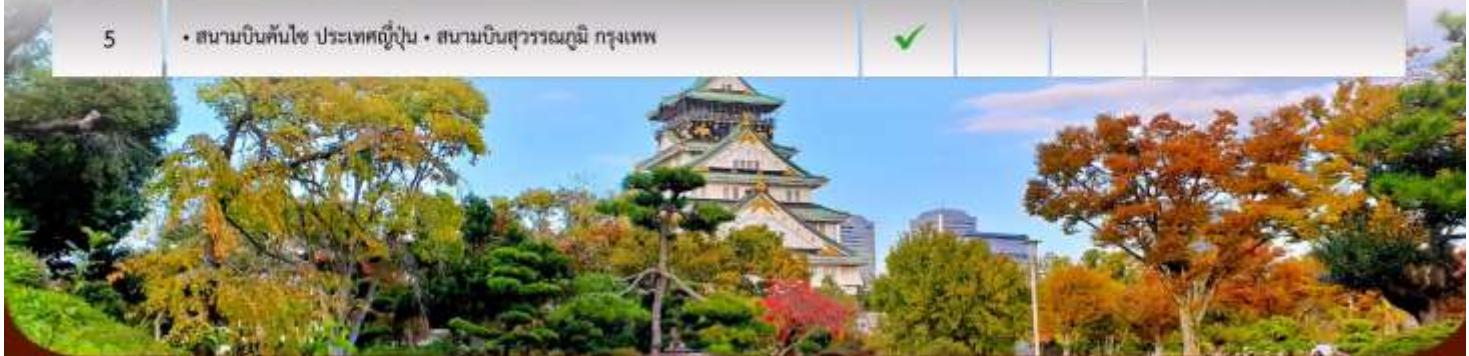 5 • สนามบินคันไซ ประเทศญี่ปุ่น • สนามบินสุวรรณภูมิ กรุงเทพ ✓